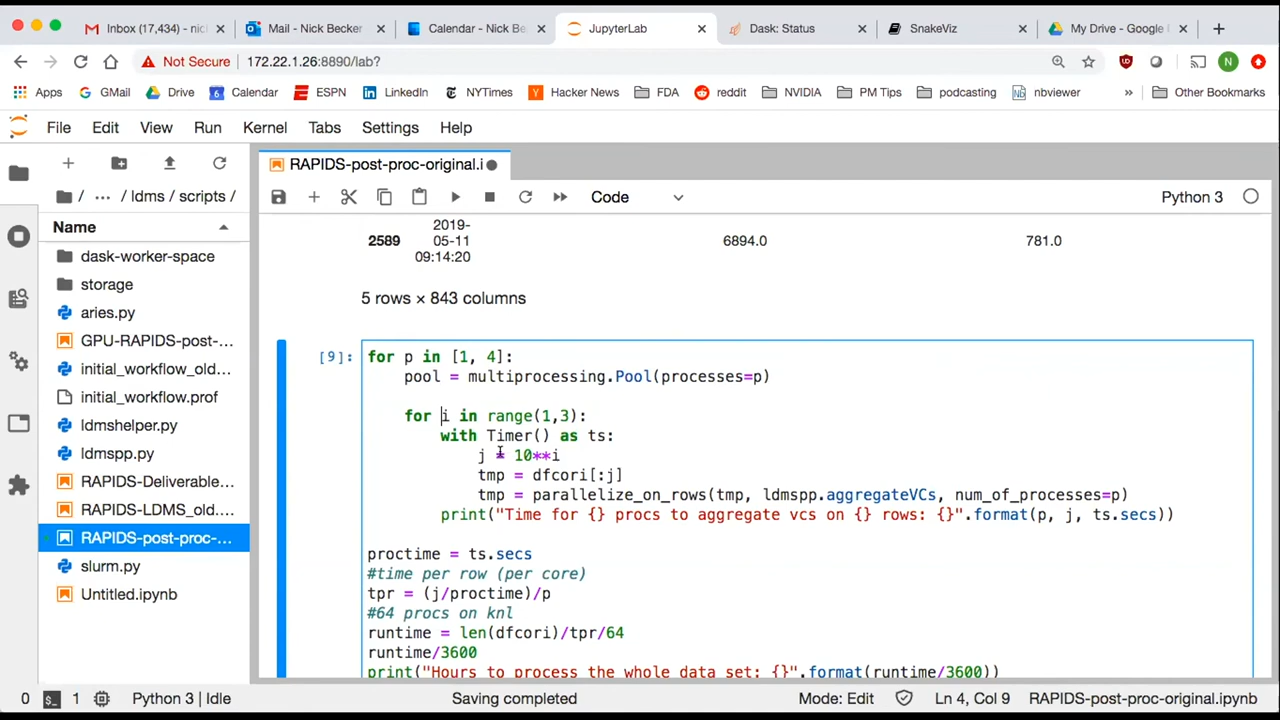 Inbox (17,434) - nic
Mail - Nick Becker
Calendar - Nick Be
JupyterLab
Dask: Status
SnakeViz
My Drive - Google
Not Secure 172.22.1.26:8890/lab?
N
Apps GMail Drive 6 Calendar ESPN LinkedIn NYTimes Hacker News FDA reddit NVIDIA PM Tips podcasting nbviewer » Other Bookmarks
File Edit View Run Kernel Tabs Settings Help
RAPIDS-post-proc-original.i
/ ... / ldms / scripts /
Code
Python 3
Name
dask-worker-space
storage
aries.py
GPU-RAPIDS-post-...
initial_workflow_old...
initial_workflow.prof
ldmshelper.py
ldmspp.py
RAPIDS-Deliverable...
RAPIDS-LDMS_old....
RAPIDS-post-proc-...
slurm.py
Untitled.ipynb
2019-
2589 05-11 6894.0 781.0
09:14:20
5 rows × 843 columns
[9]: for p in [1, 4]:
pool = multiprocessing.Pool(processes=p)
for i in range(1,3):
with Timer() as ts:
j = 10**i
tmp = dfcori[:j]
tmp = parallelize_on_rows(tmp, ldmspp.aggregateVCs, num_of_processes=p)
print("Time for {} procs to aggregate vcs on {} rows: {}".format(p, j, ts.secs))
proctime = ts.secs
#time per row (per core)
tpr = (j/proctime)/p
#64 procs on knl
runtime = len(dfcori)/tpr/64
runtime/3600
print("Hours to process the whole data set: {}".format(runtime/3600))
0 1 Python 3 | Idle Saving completed Mode: Edit Ln 4, Col 9 RAPIDS-post-proc-original.ipynb